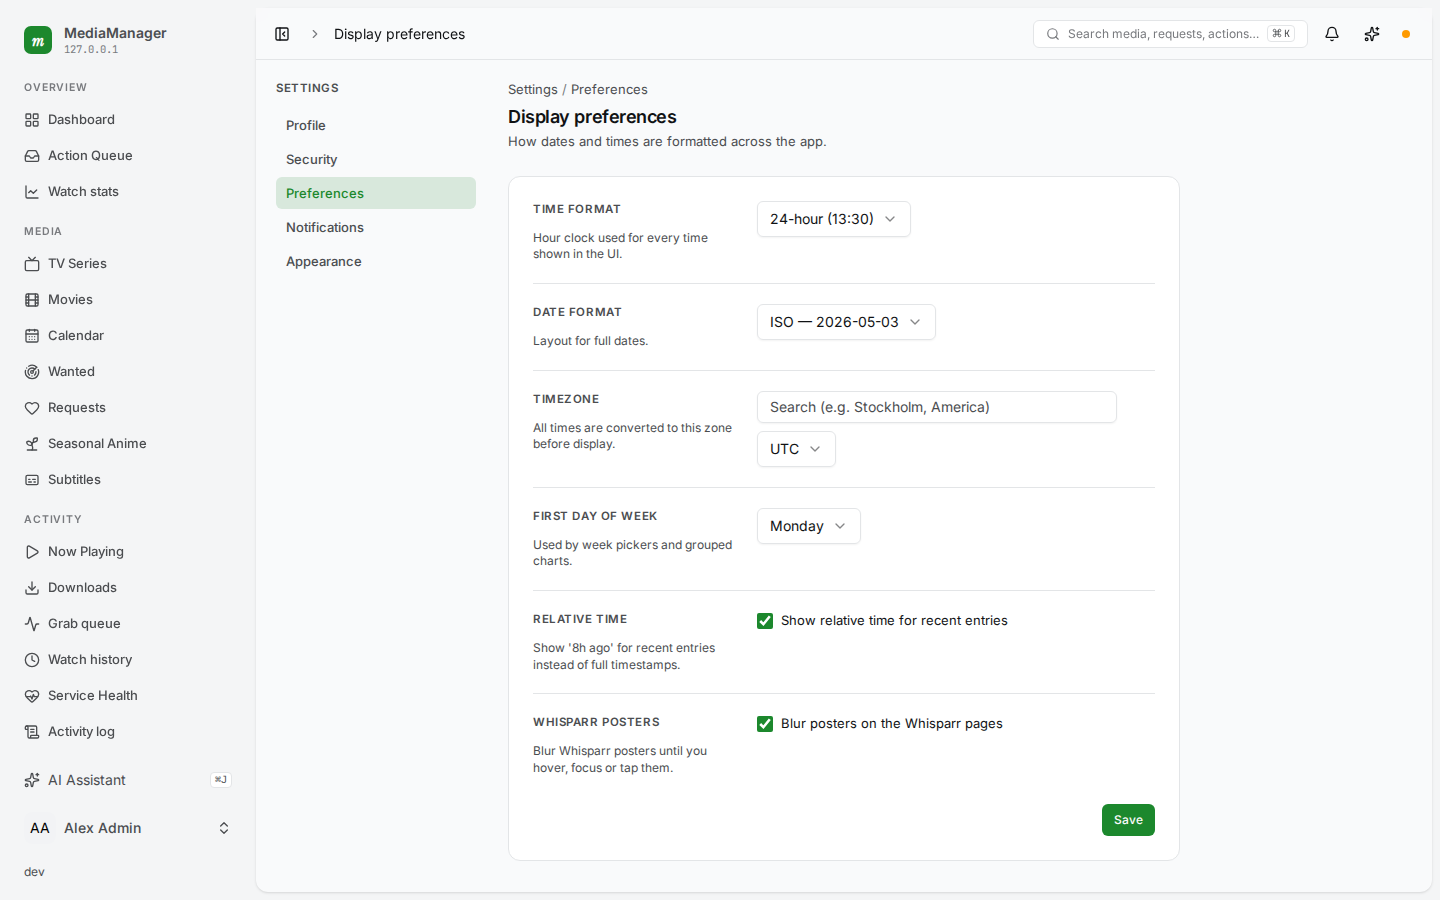 MediaManager
127.0.0.1
OVERVIEW
Dashboard
Action Queue
Watch stats
MEDIA
TV Series
Movies
Calendar
Wanted
Requests
Seasonal Anime
Subtitles
ACTIVITY
Now Playing
Downloads
Grab queue
Watch history
Service Health
Activity log
AI Assistant ⌘J
AA Alex Admin
dev
Display preferences
Search media, requests, actions... ⌘K
SETTINGS
Profile
Security
Preferences
Notifications
Appearance
Settings / Preferences
Display preferences
How dates and times are formatted across the app.
TIME FORMAT
Hour clock used for every time
shown in the UI.
24-hour (13:30)
DATE FORMAT
Layout for full dates.
ISO — 2026-05-03
TIMEZONE
All times are converted to this zone
before display.
Search (e.g. Stockholm, America)
UTC
FIRST DAY OF WEEK
Used by week pickers and grouped
charts.
Monday
RELATIVE TIME
Show '8h ago' for recent entries
instead of full timestamps.
Show relative time for recent entries
WHISPARR POSTERS
Blur Whisparr posters until you
hover, focus or tap them.
Blur posters on the Whisparr pages
Save